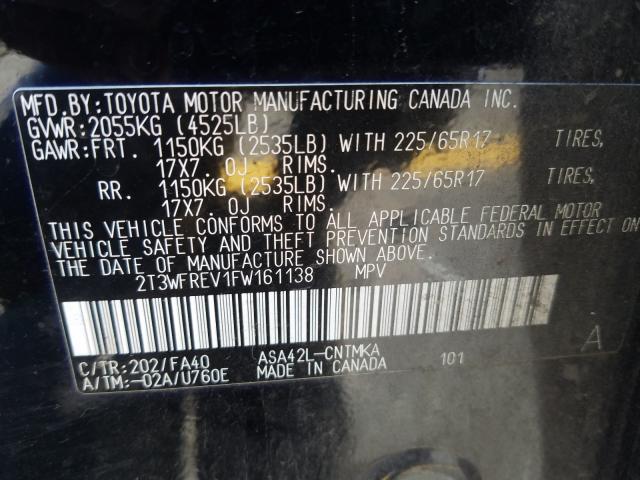 MFD.BY:TOYOTA MOTOR MANUFACTURING CANADA INC.
GVWR:2055KG (4525LB)
GAWR:FRT. 1150KG (2535LB) WITH 225/65R17 TIRES,
17X7. 0J RIMS.
RR. 1150KG (2535LB) WITH 225/65R17 TIRES,
17X7. 0J RIMS.
THIS VEHICLE CONFORMS TO ALL APPLICABLE FEDERAL MOTOR
VEHICLE SAFETY AND THEFT PREVENTION STANDARDS IN EFFECT ON
THE DATE OF MANUFACTURE SHOWN ABOVE.
2T3WFREV1FW161138 MPV
A
C/TR:202/FA40 ASA42L-CNTMKA 101
A/TM:-02A/U760E MADE IN CANADA